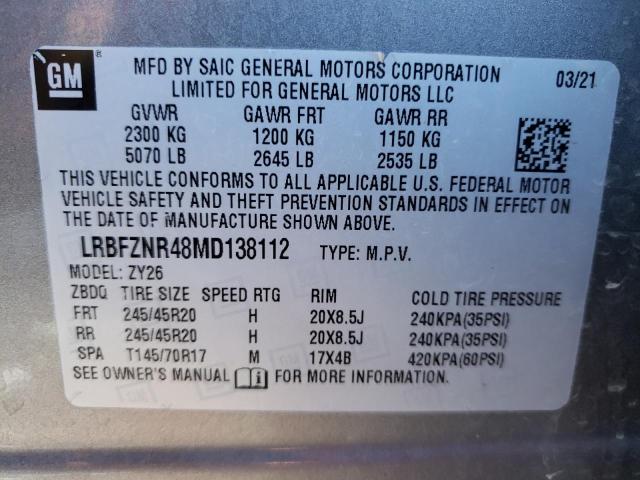 GM ®
MFD BY SAIC GENERAL MOTORS CORPORATION 03/21
LIMITED FOR GENERAL MOTORS LLC
GVWR GAWR FRT GAWR RR
2300 KG 1200 KG 1150 KG
5070 LB 2645 LB 2535 LB
THIS VEHICLE CONFORMS TO ALL APPLICABLE U.S. FEDERAL MOTOR
VEHICLE SAFETY AND THEFT PREVENTION STANDARDS IN EFFECT ON
THE DATE OF MANUFACTURE SHOWN ABOVE.
LRBFZNR48MD138112 TYPE: M.P.V.
MODEL: ZY26
ZBDQ TIRE SIZE SPEED RTG RIM COLD TIRE PRESSURE
FRT 245/45R20 H 20X8.5J 240KPA(35PSI)
RR 245/45R20 H 20X8.5J 240KPA(35PSI)
SPA T145/70R17 M 17X4B 420KPA(60PSI)
SEE OWNER'S MANUAL FOR MORE INFORMATION.